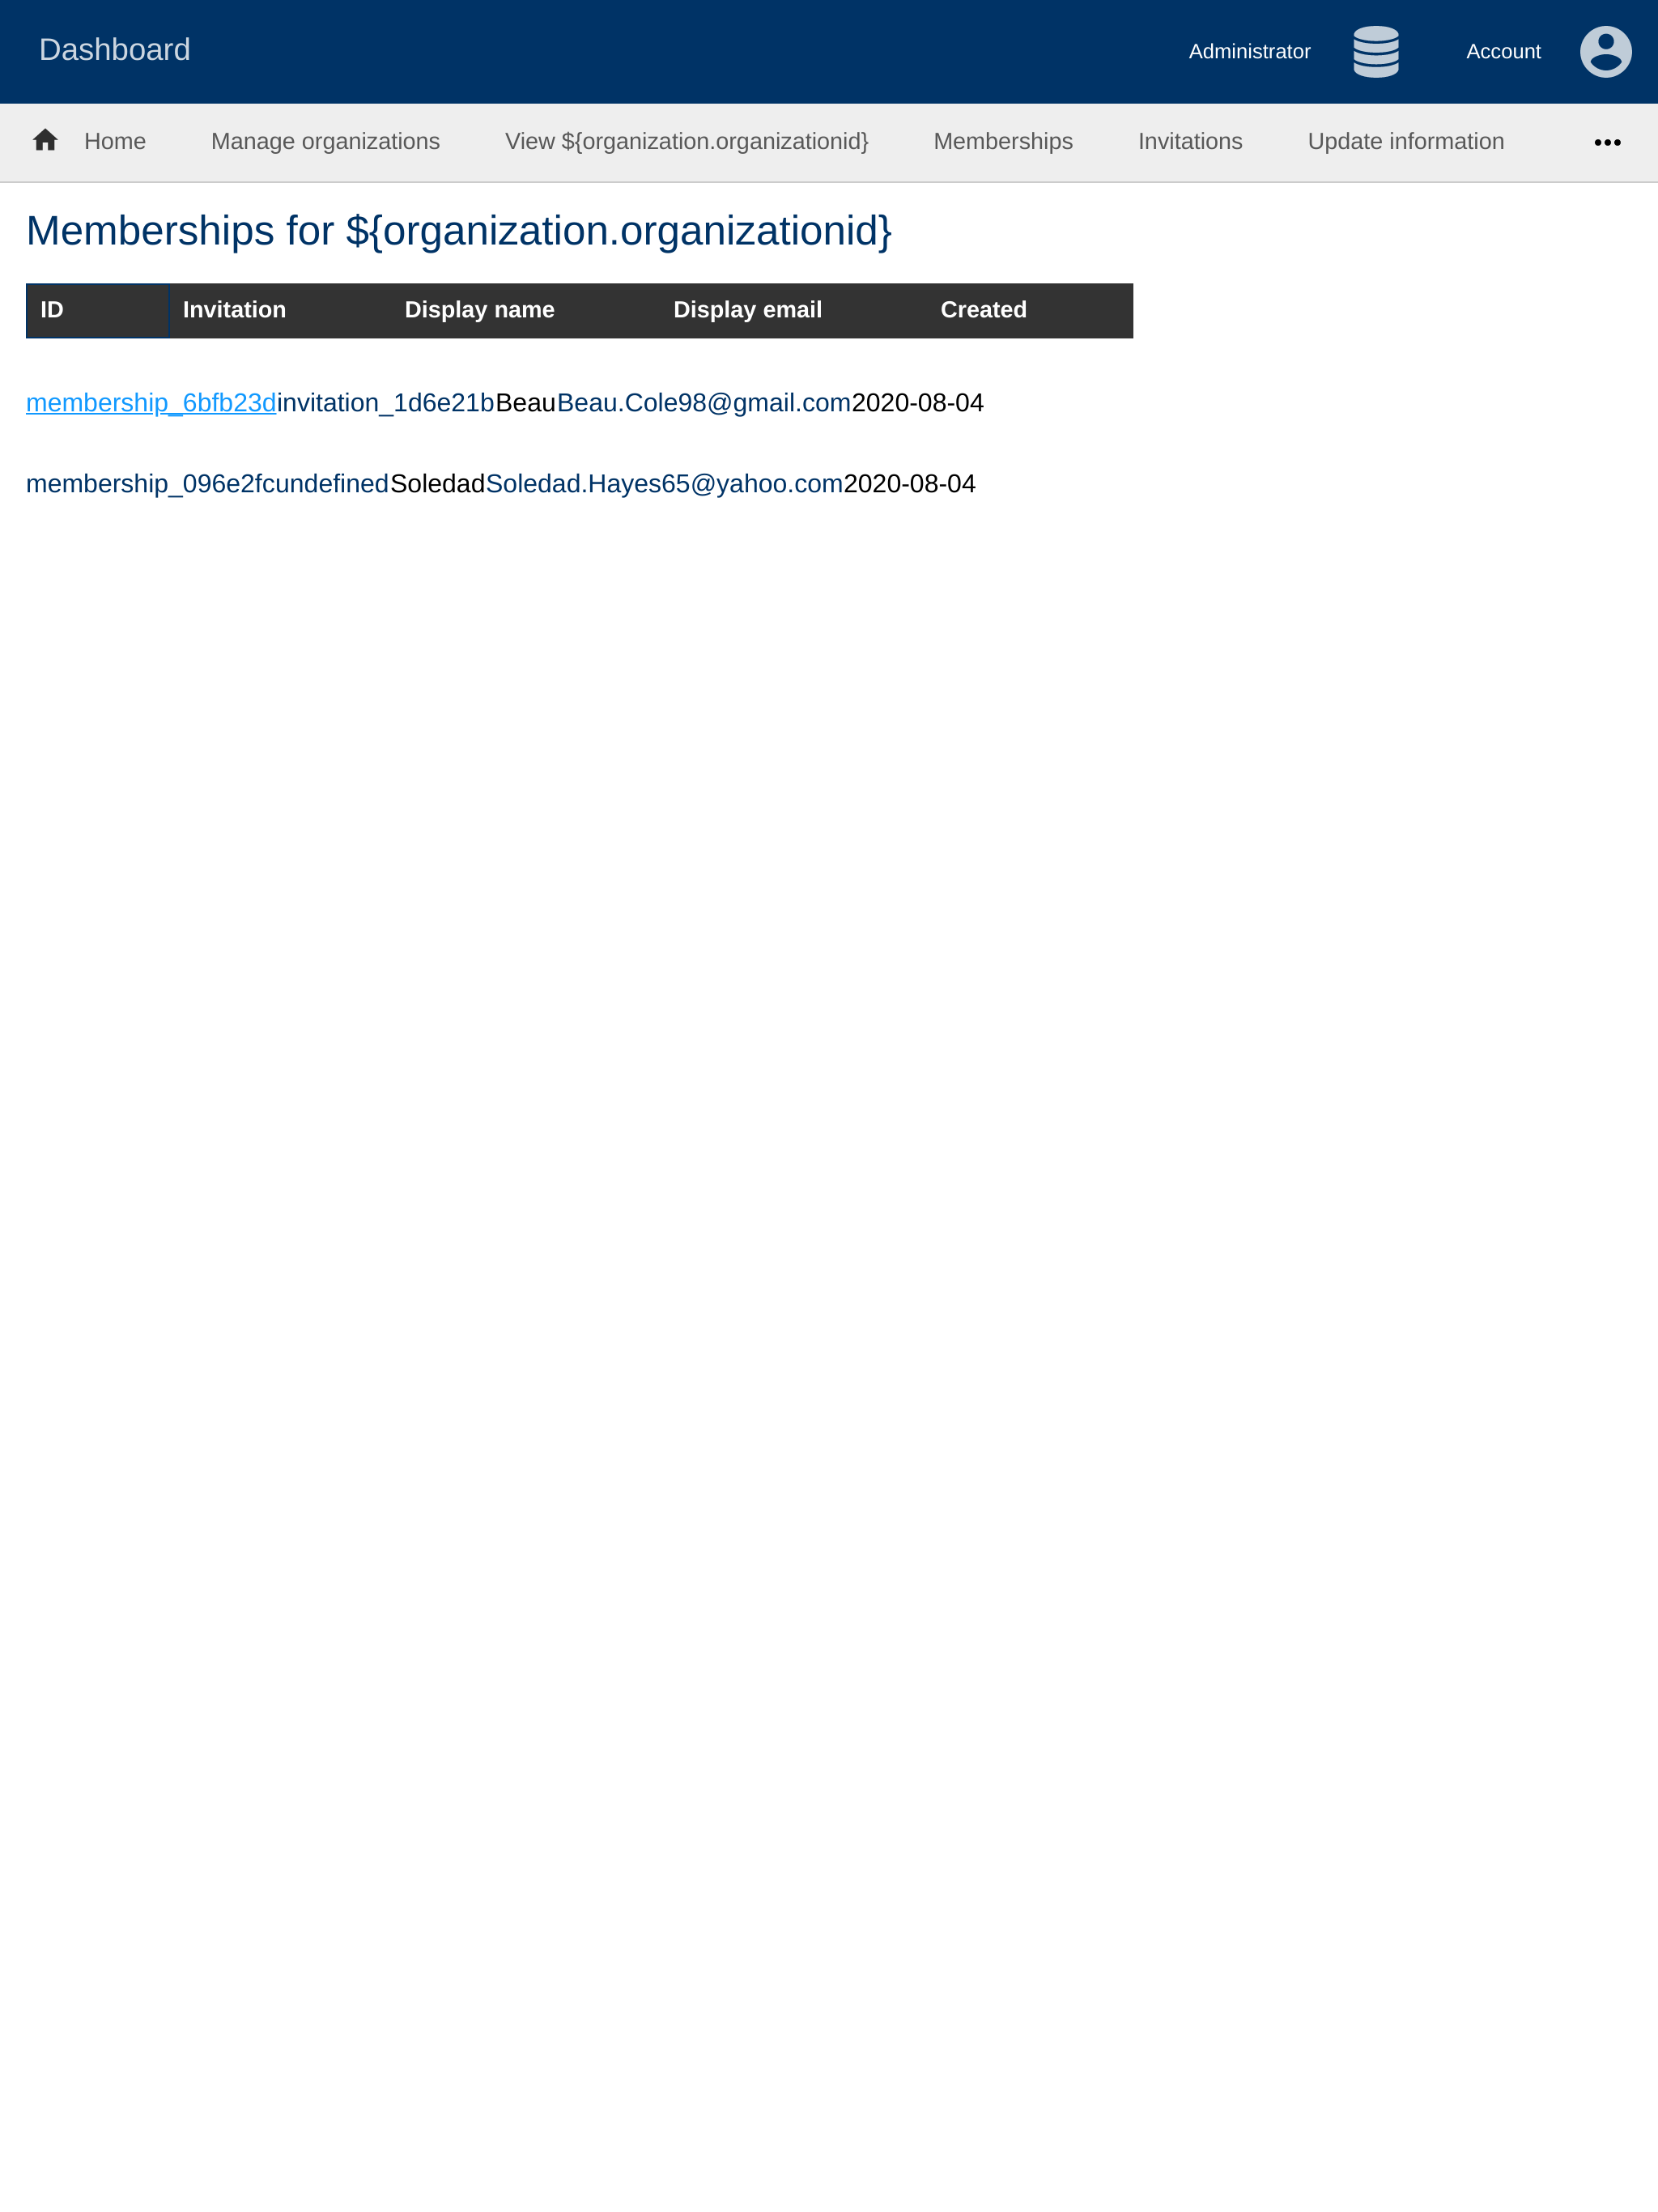 Dashboard Administrator Account
Home Manage organizations View ${organization.organizationid} Memberships Invitations Update information
Memberships for ${organization.organizationid}
ID Invitation Display name Display email Created
membership_6bfb23dinvitation_1d6e21bBeauBeau.Cole98@gmail.com2020-08-04
membership_096e2fcundefinedSoledadSoledad.Hayes65@yahoo.com2020-08-04